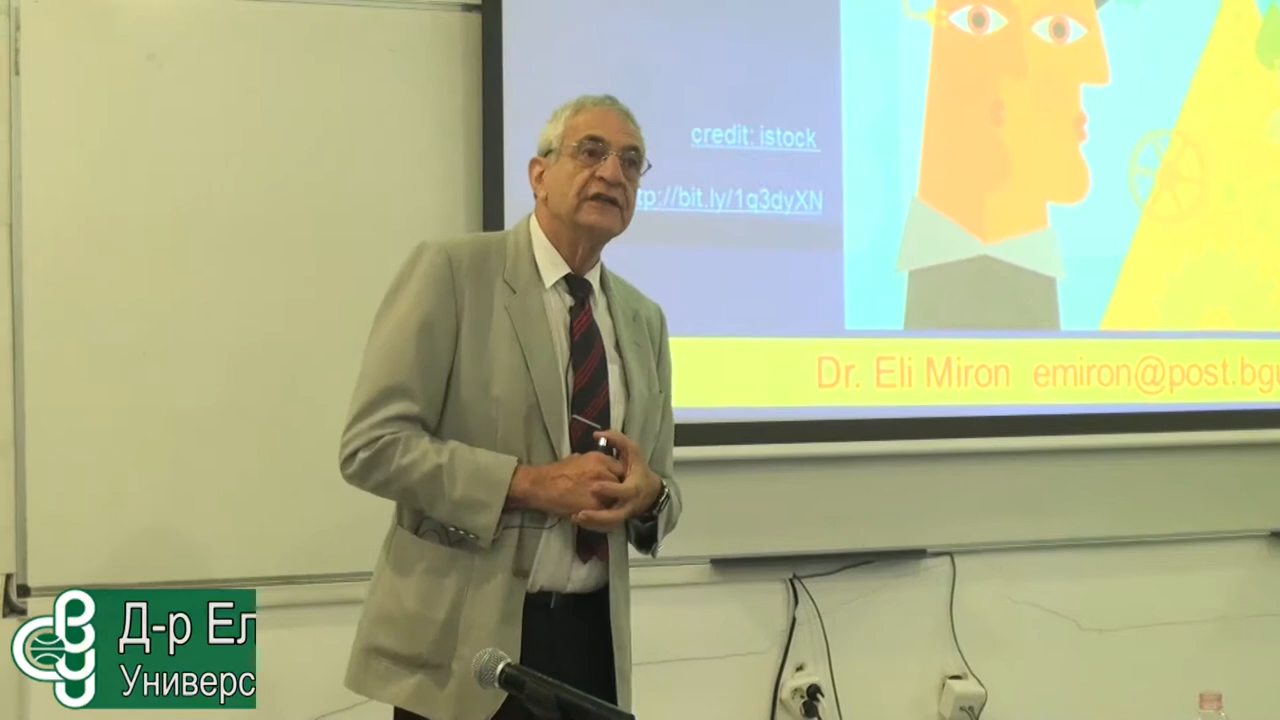 credit: istock
tp://bit.ly/1q3dyXN
Dr. Eli Miron emiron@post.bgu
Д-р Ел
Универс